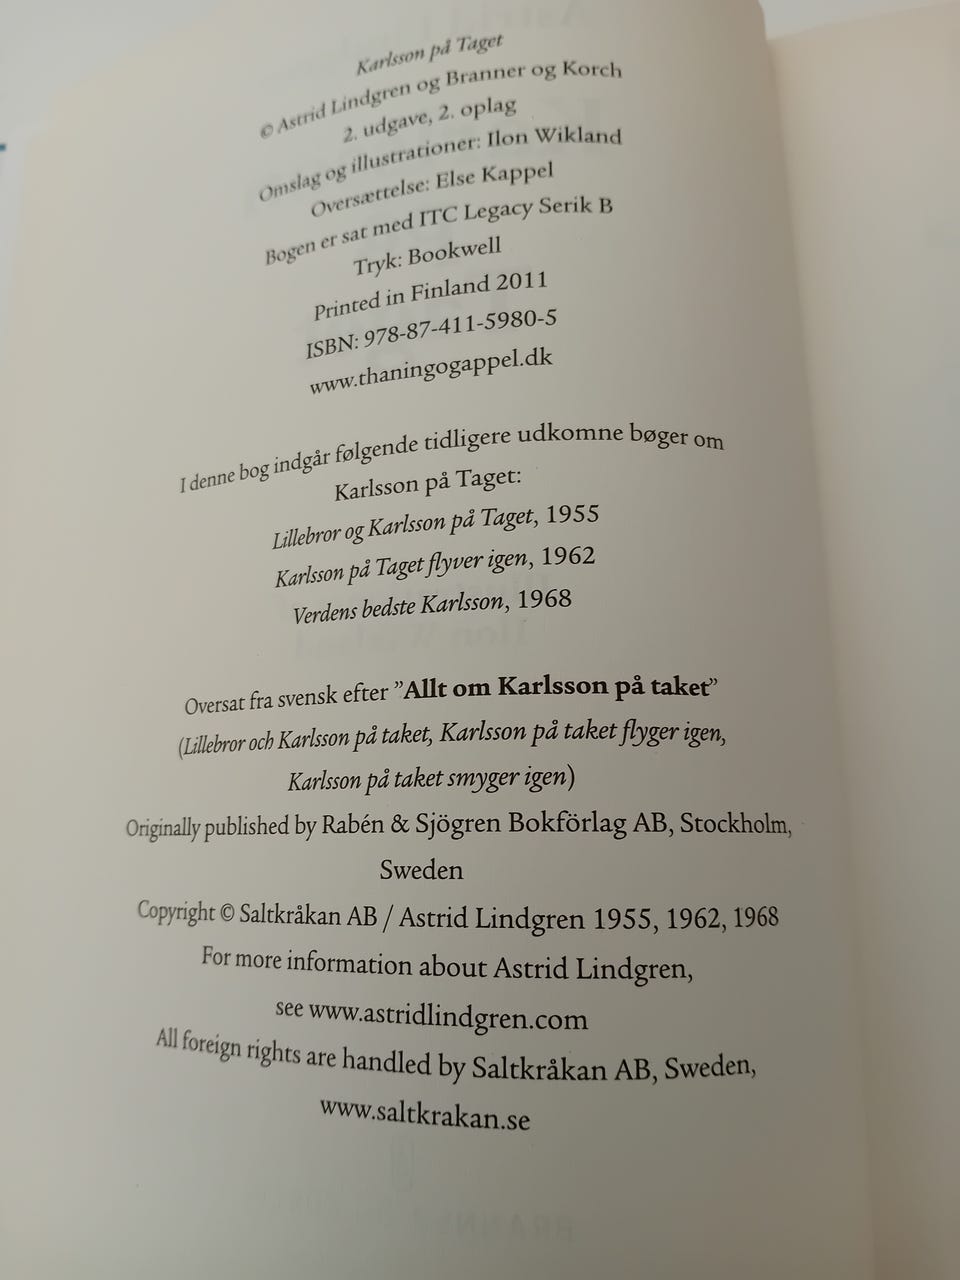 Karlsson på Taget
© Astrid Lindgren og Branner og Korch
2. udgave, 2. oplag
Omslag og illustrationer: Ilon Wikland
Oversættelse: Else Kappel
Bogen er sat med ITC Legacy Serik B
Tryk: Bookwell
Printed in Finland 2011
ISBN: 978-87-411-5980-5
www.thaningogappel.dk
I denne bog indgår følgende tidligere udkomne bøger om
Karlsson på Taget:
Lillebror og Karlsson på Taget, 1955
Karlsson på Taget flyver igen, 1962
Verdens bedste Karlsson, 1968
Oversat fra svensk efter ”Allt om Karlsson på taket”
(Lillebror och Karlsson på taket, Karlsson på taket flyger igen,
Karlsson på taket smyger igen)
Originally published by Rabén & Sjögren Bokförlag AB, Stockholm,
Sweden
Copyright © Saltkråkan AB / Astrid Lindgren 1955, 1962, 1968
For more information about Astrid Lindgren,
see www.astridlindgren.com
All foreign rights are handled by Saltkråkan AB, Sweden,
www.saltkrakan.se